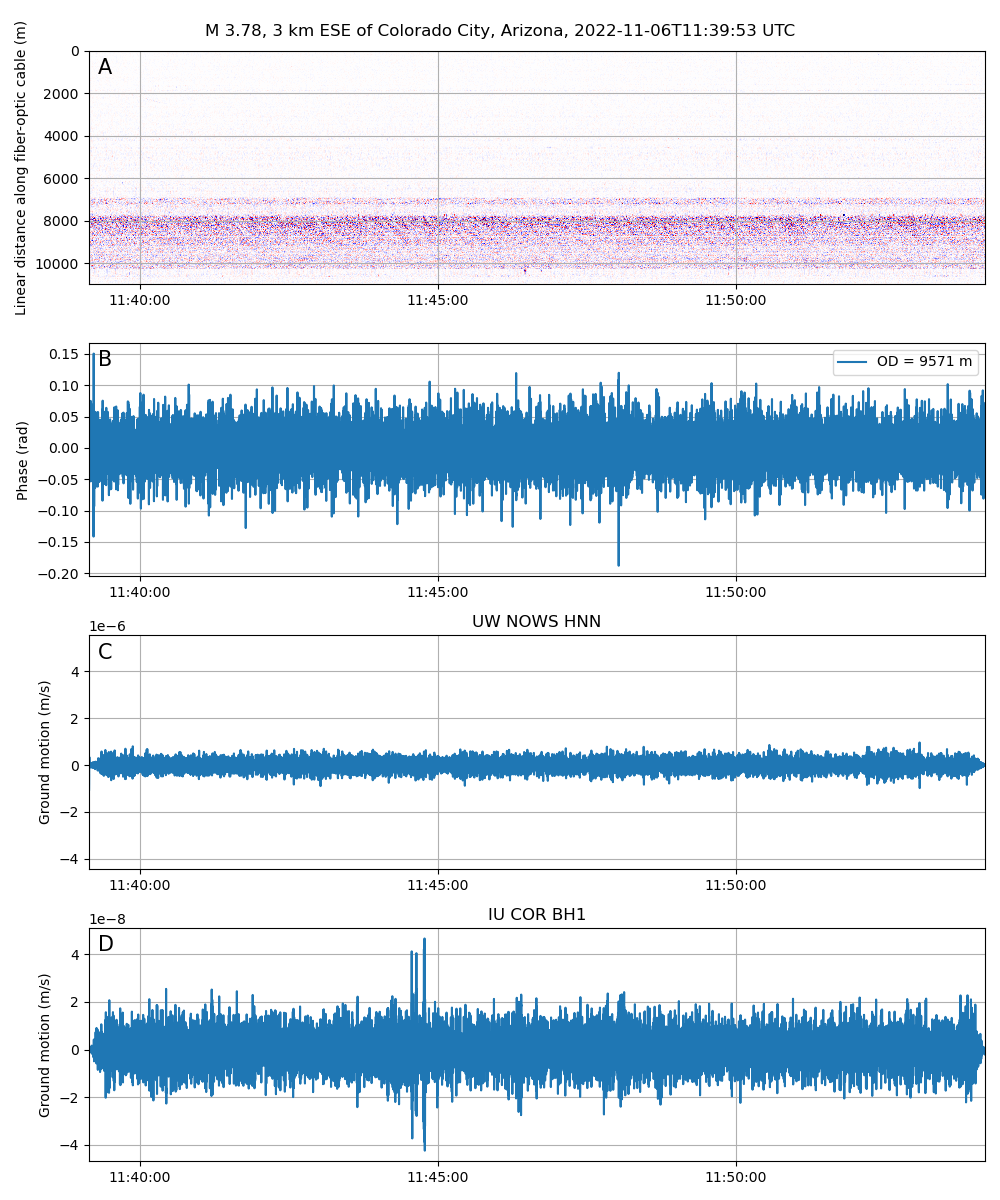 M 3.78, 3 km ESE of Colorado City, Arizona, 2022-11-06T11:39:53 UTC
Linear distance along fiber-optic cable (m)
A
0
2000
4000
6000
8000
10000
11:40:00 11:45:00 11:50:00
Phase (rad)
B
OD = 9571 m
0.15
0.10
0.05
0.00
−0.05
−0.10
−0.15
−0.20
11:40:00 11:45:00 11:50:00
UW NOWS HNN
1e−6
Ground motion (m/s)
C
4
2
0
−2
−4
11:40:00 11:45:00 11:50:00
IU COR BH1
1e−8
Ground motion (m/s)
D
4
2
0
−2
−4
11:40:00 11:45:00 11:50:00